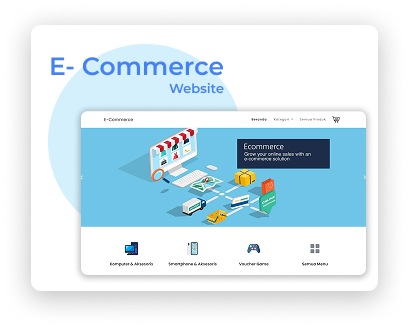 E- Commerce
Website
E-Commerce
Beranda Kategori Semua Produk
Ecommerce
Grow your online sales with an
e-commerce solution
Komputer & Aksesoris Smartphone & Aksesoris Voucher Game Semua Menu